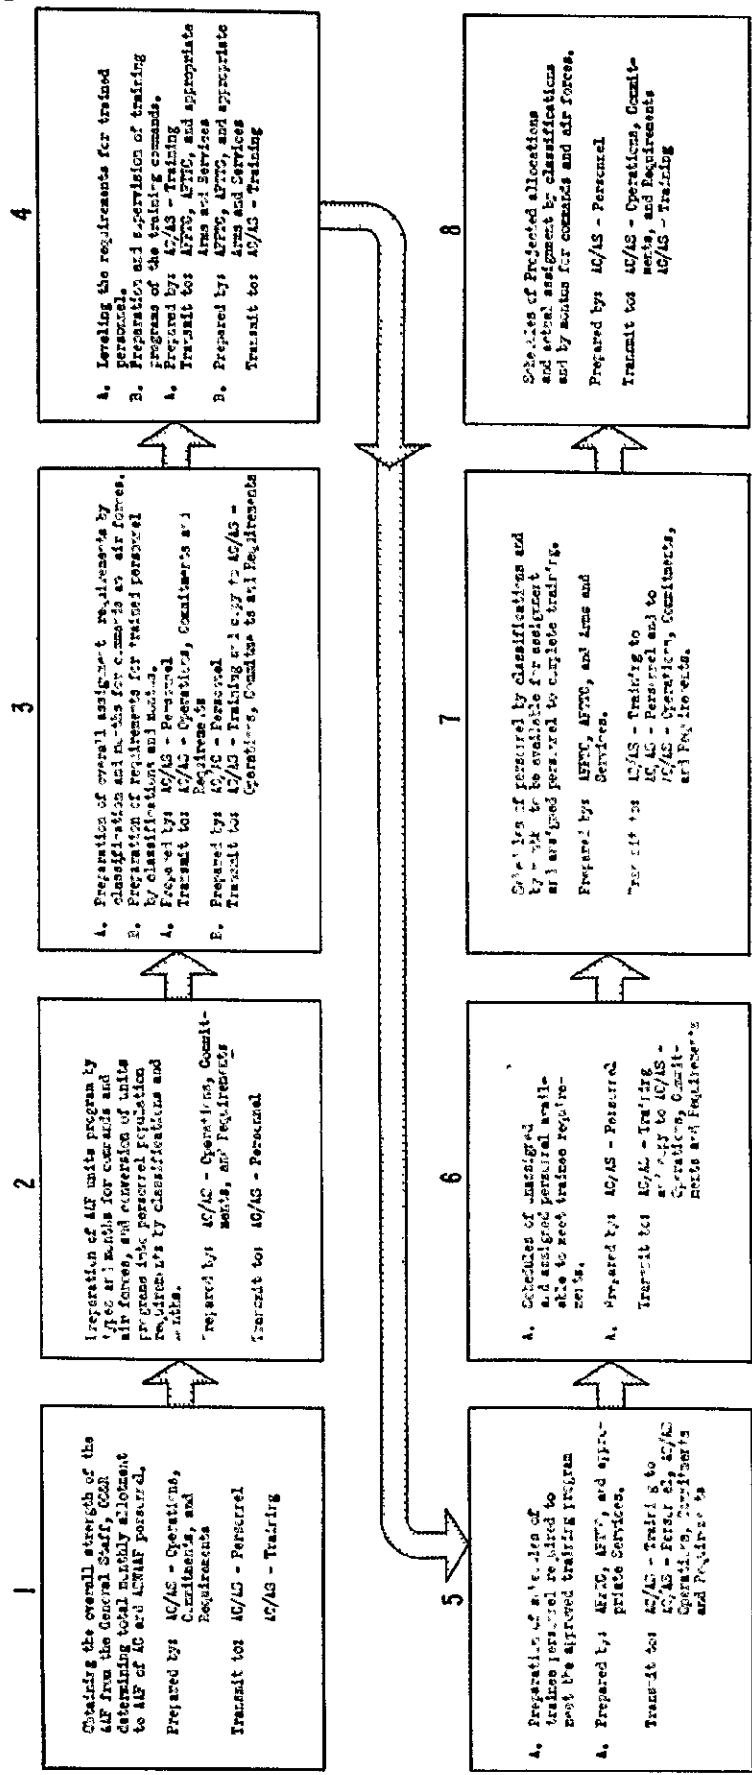 1
Obtaining the overall strength of the
AAF from the General Staff, OC&R
determining total monthly allotment
to AAF of AC and ASWAAF personnel.
Prepared by: AC/AS - Operations,
Commitments, and
Requirements
Transmit to: AC/AS - Personnel
AC/AS - Training
2
Preparation of AAF units program by
types and months for commands and
air forces, and conversion of units
programs into personnel population
requirements by classifications and
months.
Prepared by: AC/AS - Operations, Commit-
ments, and Requirements
Transmit to: AC/AS - Personnel
3
A. Preparation of overall assignment requirements by
classification and months for commands and air forces.
B. Preparation of requirements for trained personnel
by classifications and months.
A. Prepared by: AC/AS - Personnel
Transmit to: AC/AS - Operations, Commitments and
Requirements
B. Prepared by: AC/AS - Personnel
Transmit to: AC/AS - Training and copy to AC/AS -
Operations, Commitments and Requirements
4
A. Leveling the requirements for trained
personnel.
B. Preparation and supervision of training
programs of the training commands.
A. Prepared by: AC/AS - Training
Transmit to: AFFTC, AFTTC, and appropriate
Arms and Services
B. Prepared by: AFFTC, AFTTC, and appropriate
Arms and Services
Transmit to: AC/AS - Training
5
A. Preparation of schedules of
trainee personnel required to
meet the approved training program
A. Prepared by: AFFTC, AFTTC, and appro-
priate Services.
Transmit to: AC/AS - Training to
AC/AS - Personnel, AC/AS
Operations, Commitments
and Requirements
6
A. Schedules of unassigned
and assigned personnel avail-
able to meet trainee require-
ments.
A. Prepared by: AC/AS - Personnel
Transmit to: AC/AS - Training
and copy to AC/AS -
Operations, Commit-
ments and Requirements
7
Schedules of personnel by classifications and
by month to be available for assignment
and assigned personnel to complete training.
Prepared by: AFFTC, AFTTC, and Arms and
Services.
Transmit to: AC/AS - Training to
AC/AS - Personnel and to
AC/AS - Operations, Commitments,
and Requirements.
8
Schedules of Projected allocations
and actual assignment by classifications
and by months for commands and air forces.
Prepared by: AC/AS - Personnel
Transmit to: AC/AS - Operations, Commit-
ments, and Requirements
AC/AS - Training